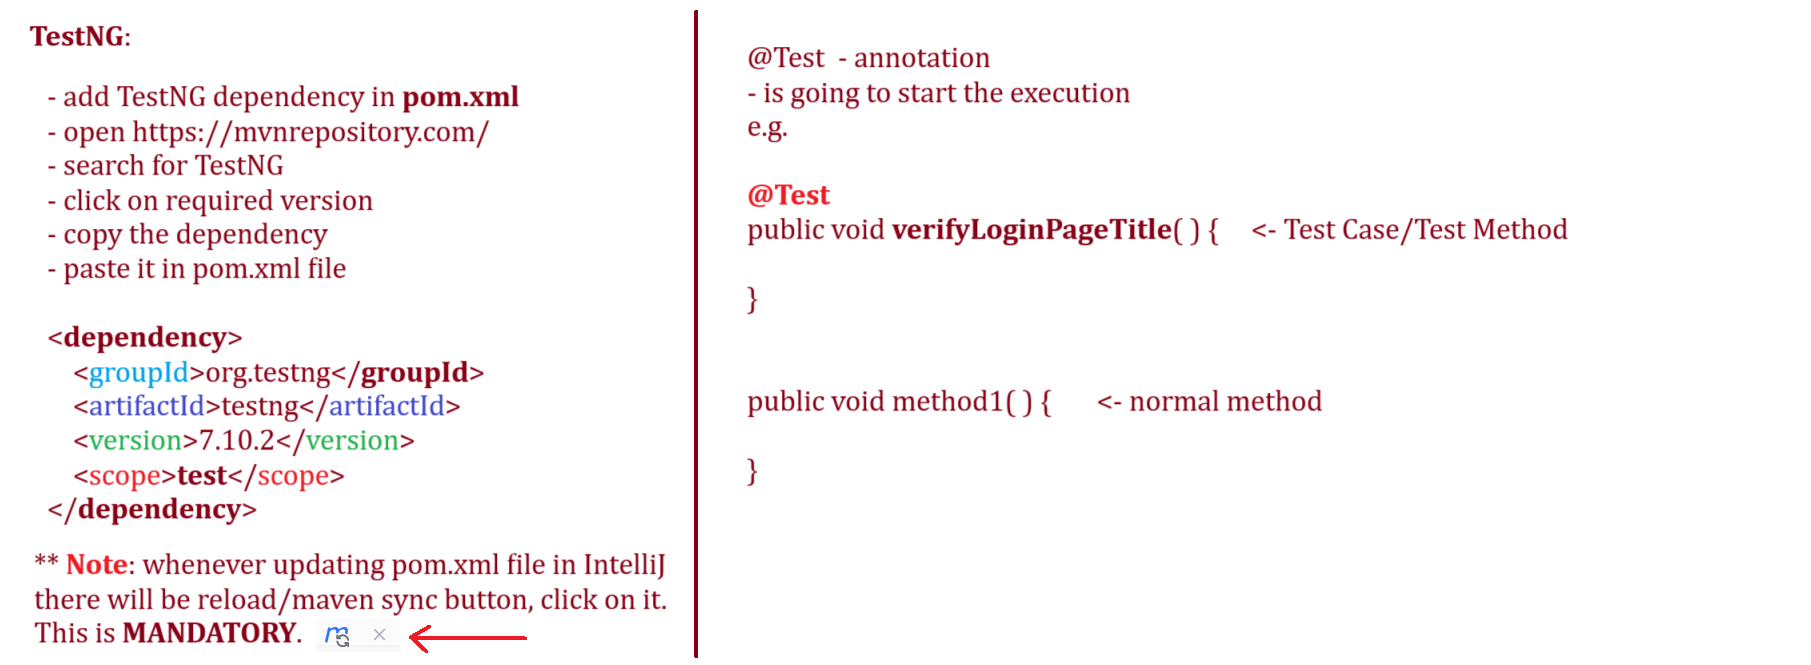 TestNG:
- add TestNG dependency in pom.xml
- open https://mvnrepository.com/
- search for TestNG
- click on required version
- copy the dependency
- paste it in pom.xml file
<dependency>
<groupId>org.testng</groupId>
<artifactId>testng</artifactId>
<version>7.10.2</version>
<scope>test</scope>
</dependency>
** Note: whenever updating pom.xml file in IntelliJ
there will be reload/maven sync button, click on it.
This is MANDATORY.
@Test - annotation
- is going to start the execution
e.g.
@Test
public void verifyLoginPageTitle( ) { <- Test Case/Test Method
}
public void method1( ) { <- normal method
}